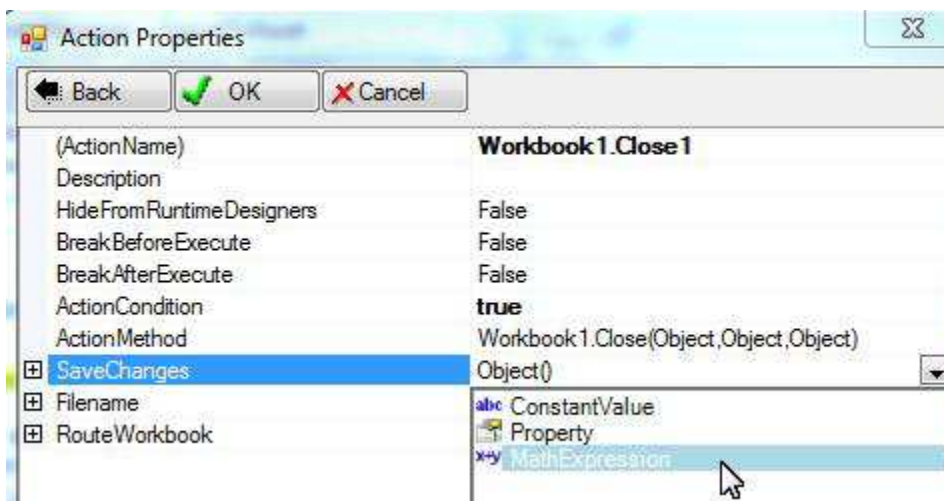 Action Properties
Back OK Cancel
(ActionName) Workbook1.Close1
Description
HideFromRuntimeDesigners False
BreakBeforeExecute False
BreakAfterExecute False
ActionCondition true
ActionMethod Workbook1.Close(Object,Object,Object)
SaveChanges Object()
Filename abc ConstantValue
RouteWorkbook Property
x+y MathExpression